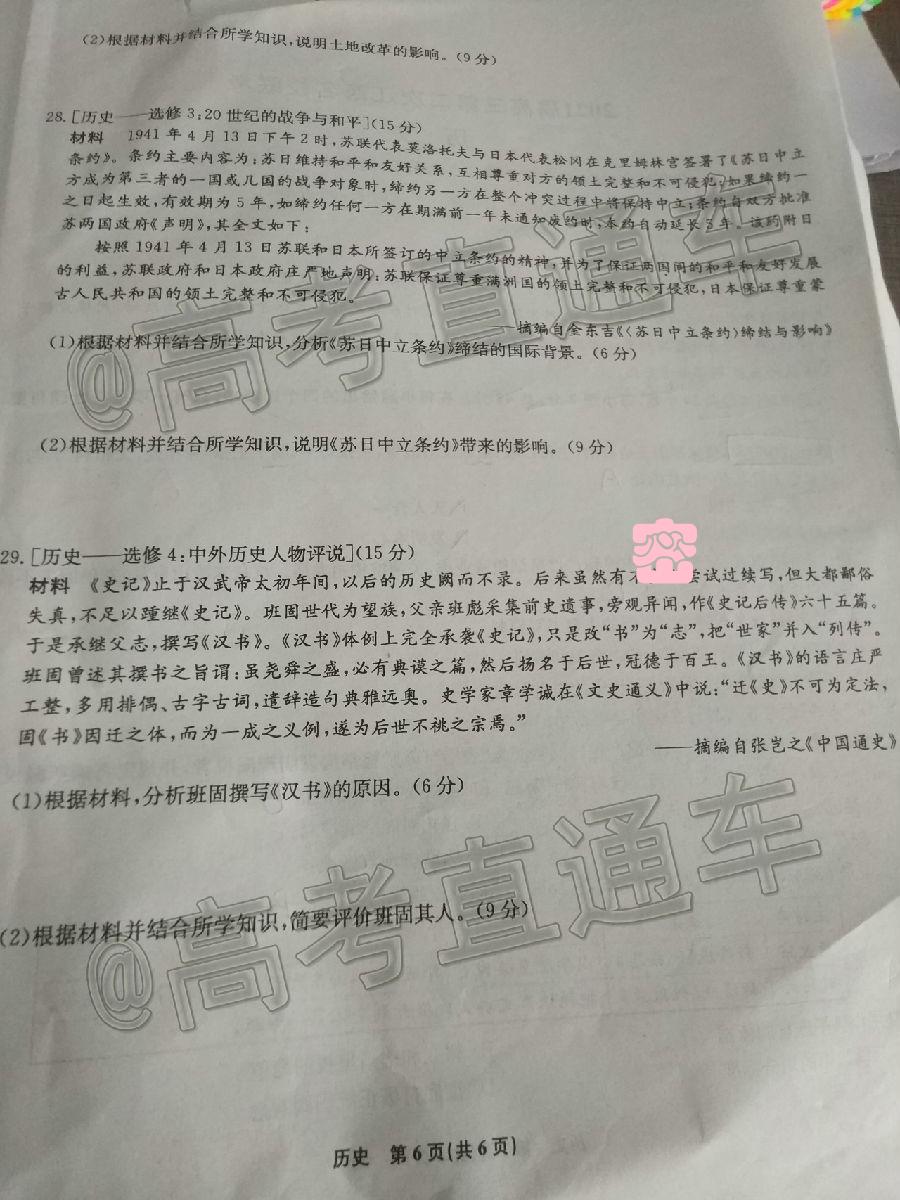 (2)根据材料并结合所学知识,说明土地改革的影响。(9分)
28.[历史——选修3:20世纪的战争与和平](15分)
材料 1941年4月13日下午2时,苏联代表莫洛托夫与日本代表松冈在克里姆林宫签署了《苏日中立
条约》。条约主要内容为:苏日维持和平和友好关系,互相尊重对方的领土完整和不可侵犯;如果缔约一
方成为第三者的一国或几国的战争对象时,缔约另一方在整个冲突过程中将保持中立;条约自双方批准
之日起生效,有效期为5年,如缔约任何一方在期满前一年未通知废约时,本约自动延长5年。该约附日
苏两国政府《声明》,其全文如下:
按照1941年4月13日苏联和日本所签订的中立条约的精神,并为了保证两国间的和平和友好发展
的利益,苏联政府和日本政府庄严地声明:苏联保证尊重满洲国的领土完整和不可侵犯,日本保证尊重蒙
古人民共和国的领土完整和不可侵犯。
——摘编自全东吉《〈苏日中立条约〉缔结与影响》
(1)根据材料并结合所学知识,分析《苏日中立条约》缔结的国际背景。(6分)
(2)根据材料并结合所学知识,说明《苏日中立条约》带来的影响。(9分)
29.[历史——选修4:中外历史人物评说](15分)
材料 《史记》止于汉武帝太初年间,以后的历史阙而不录。后来虽然有不 尝试过续写,但大都鄙俗
失真,不足以踵继《史记》。班固世代为望族,父亲班彪采集前史遗事,旁观异闻,作《史记后传》六十五篇。
于是承继父志,撰写《汉书》。《汉书》体例上完全承袭《史记》,只是改“书”为“志”,把“世家”并入“列传”。
班固曾述其撰书之旨谓:虽尧舜之盛,必有典谟之篇,然后扬名于后世,冠德于百王。《汉书》的语言庄严
工整,多用排偶、古字古词,遣辞造句典雅远奥。史学家章学诚在《文史通义》中说:“迁《史》不可为定法,
固《书》因迁之体,而为一成之义例,遂为后世不祧之宗焉。”
——摘编自张岂之《中国通史》
(1)根据材料,分析班固撰写《汉书》的原因。(6分)
(2)根据材料并结合所学知识,简要评价班固其人。(9分)
历史 第6页(共6页)
@高考直通车
@高考直通车